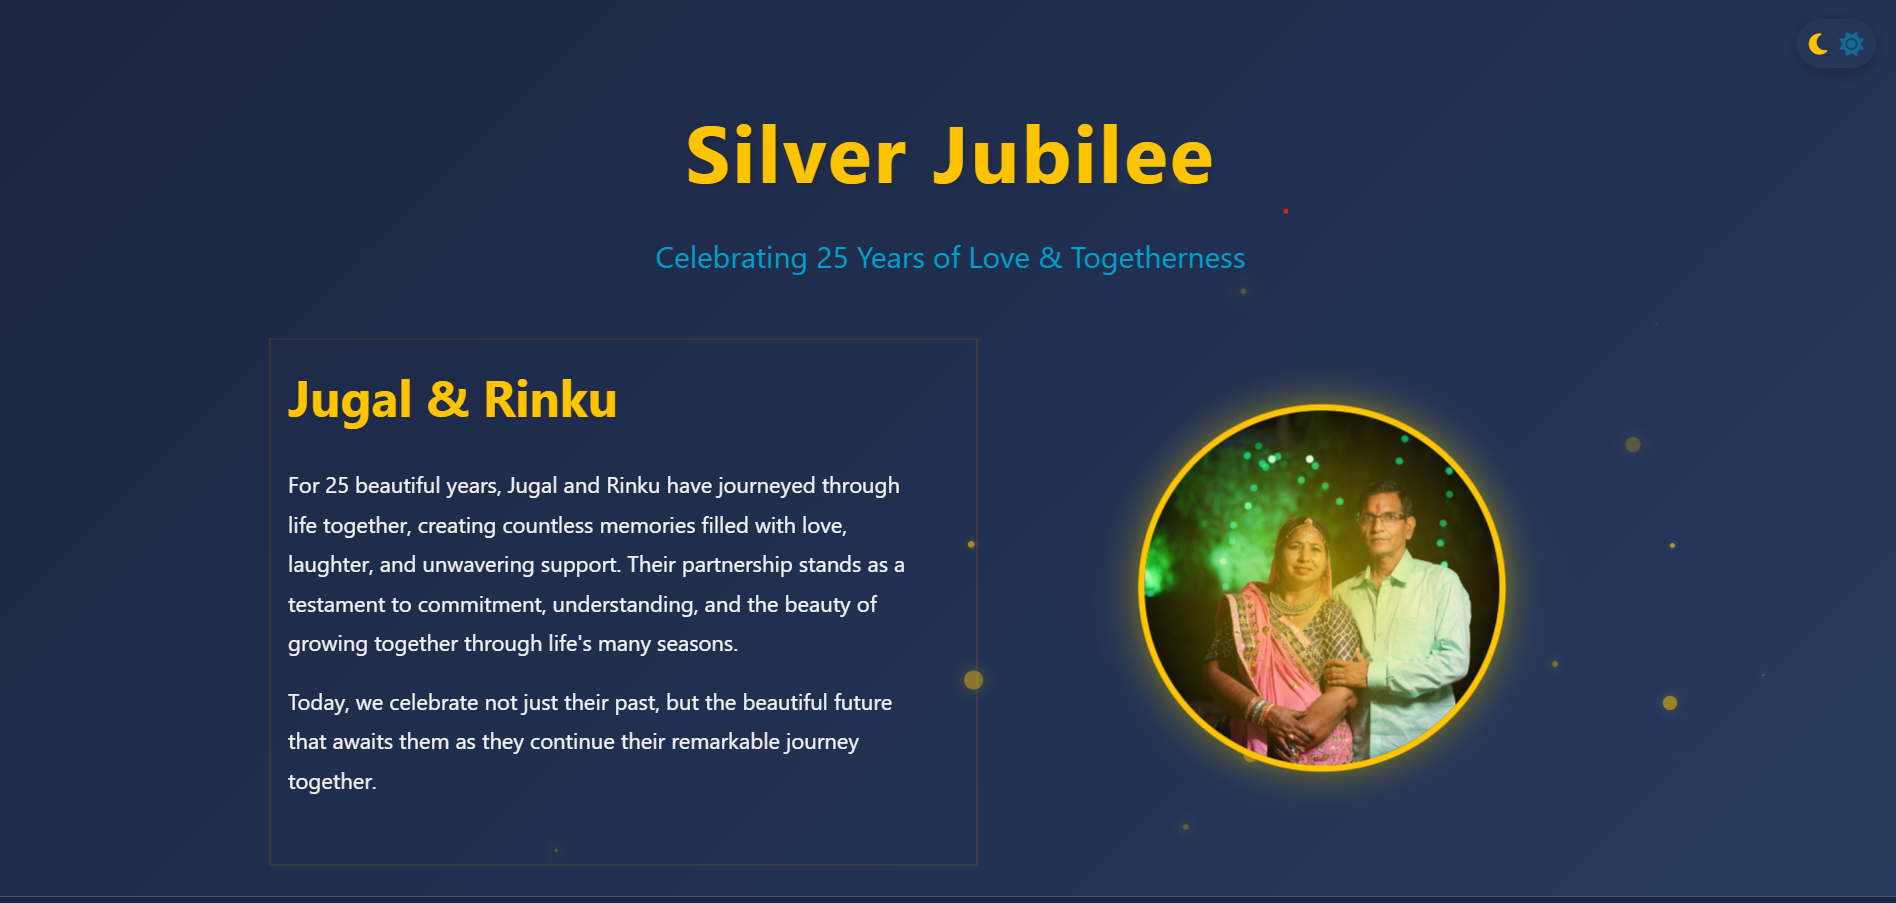 Silver Jubilee
Celebrating 25 Years of Love & Togetherness
Jugal & Rinku
For 25 beautiful years, Jugal and Rinku have journeyed through
life together, creating countless memories filled with love,
laughter, and unwavering support. Their partnership stands as a
testament to commitment, understanding, and the beauty of
growing together through life's many seasons.
Today, we celebrate not just their past, but the beautiful future
that awaits them as they continue their remarkable journey
together.